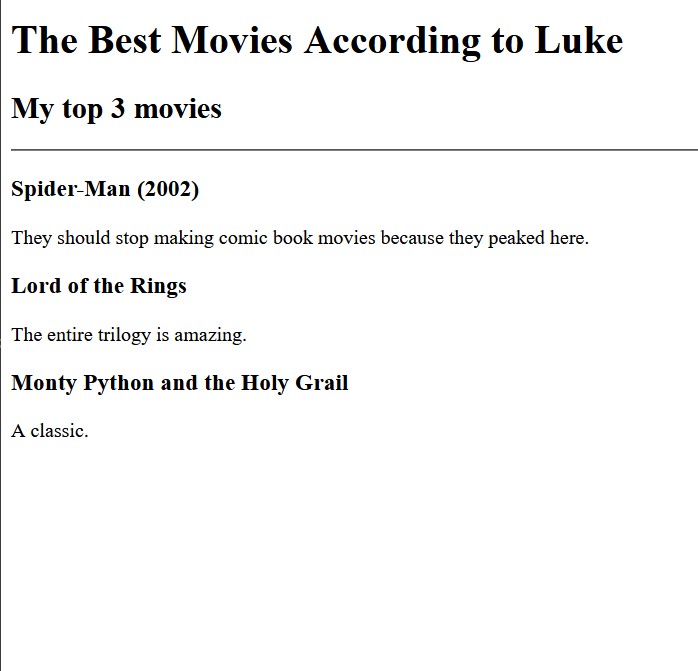 The Best Movies According to Luke
My top 3 movies
Spider-Man (2002)
They should stop making comic book movies because they peaked here.
Lord of the Rings
The entire trilogy is amazing.
Monty Python and the Holy Grail
A classic.